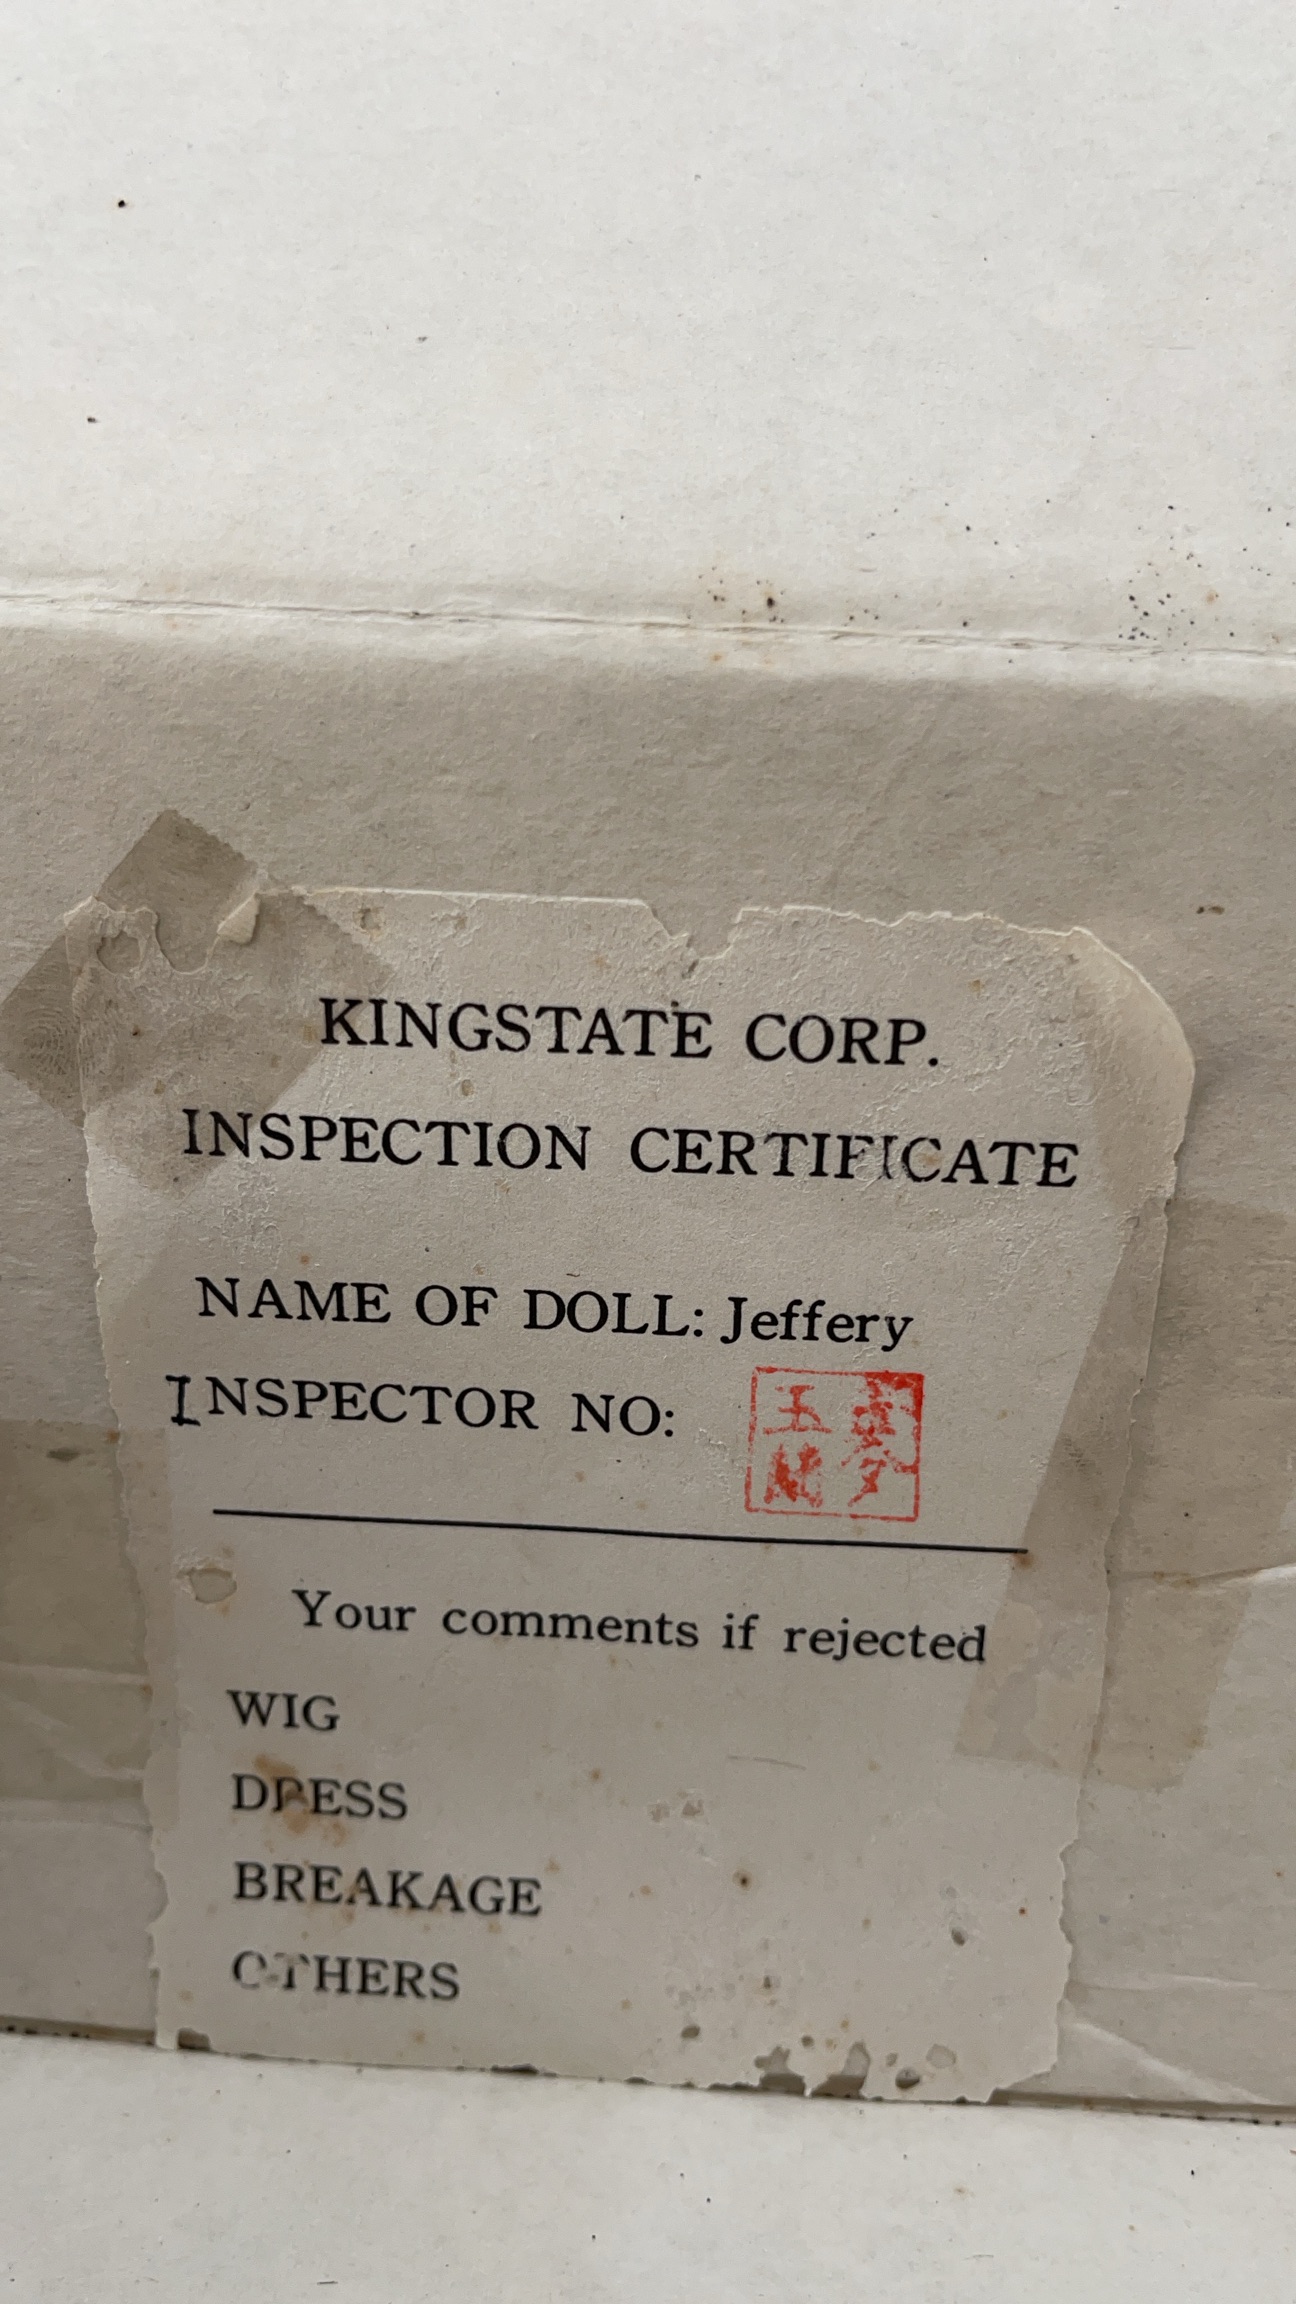 KINGSTATE CORP.
INSPECTION CERTIFICATE
NAME OF DOLL: Jeffery
INSPECTOR NO:
Your comments if rejected
WIG
DRESS
BREAKAGE
OTHERS